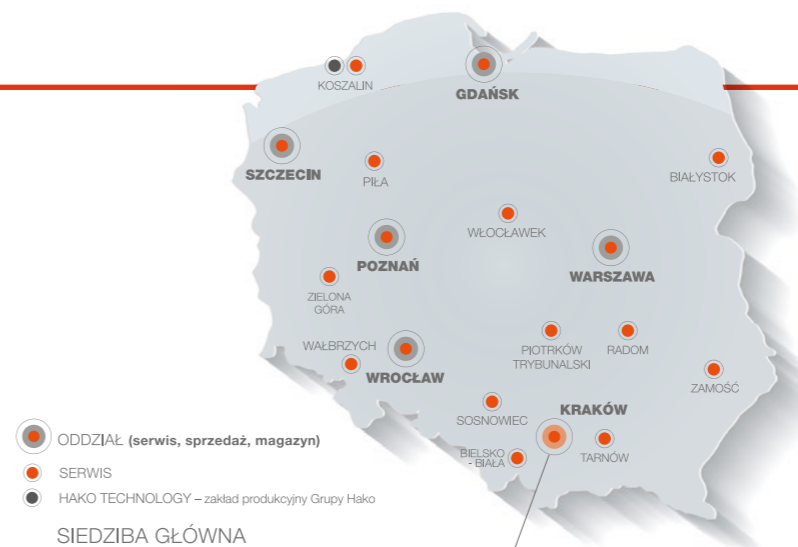 KOSZALIN
GDAŃSK
SZCZECIN
PIŁA
BIAŁYSTOK
WŁOCŁAWEK
POZNAŃ
WARSZAWA
ZIELONA
GÓRA
WAŁBRZYCH
WROCŁAW
PIOTRKÓW
TRYBUNALSKI
RADOM
ZAMOŚĆ
SOSNOWIEC
KRAKÓW
BIELSKO
- BIAŁA
TARNÓW
ODDZIAŁ (serwis, sprzedaż, magazyn)
SERWIS
HAKO TECHNOLOGY – zakład produkcyjny Grupy Hako
SIEDZIBA GŁÓWNA